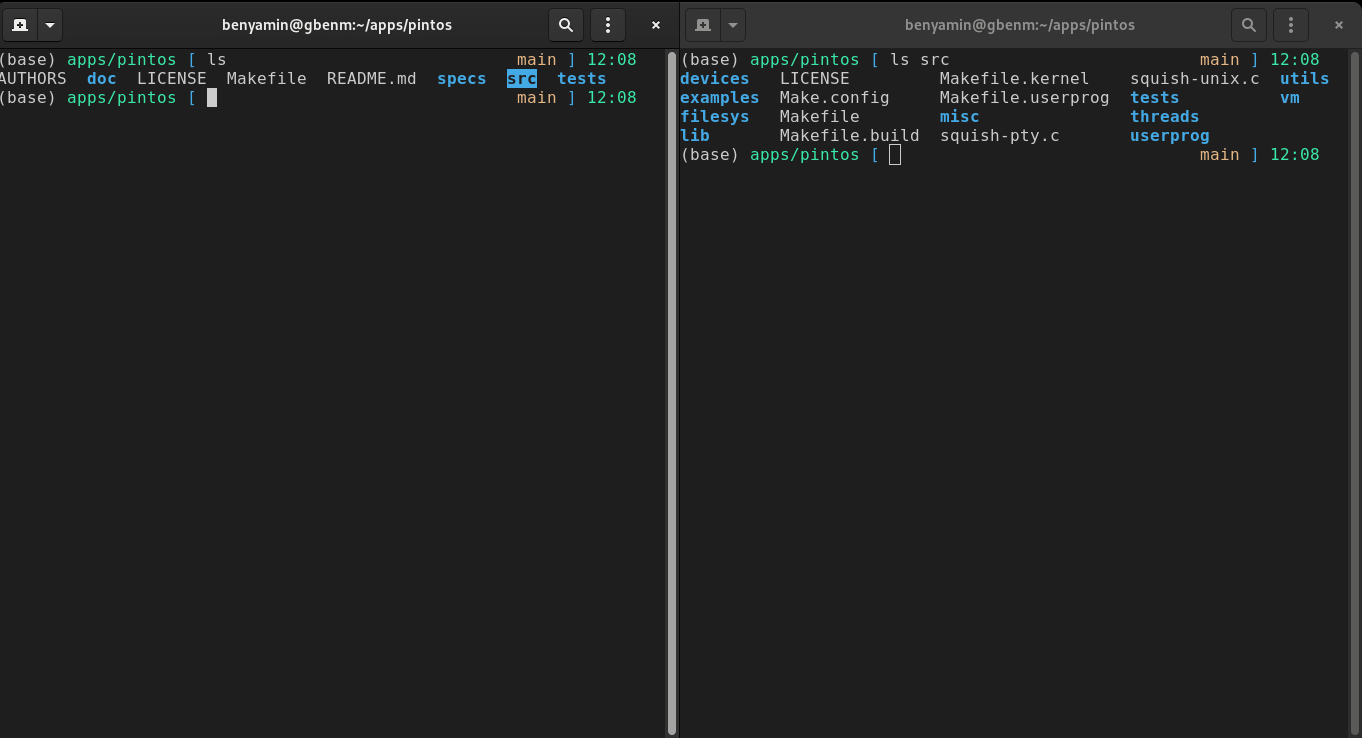 benyamin@gbenm:~/apps/pintos
(base) apps/pintos [ ls main ] 12:08
AUTHORS doc LICENSE Makefile README.md specs src tests
(base) apps/pintos [ main ] 12:08
benyamin@gbenm:~/apps/pintos
(base) apps/pintos [ ls src main ] 12:08
devices LICENSE Makefile.kernel squish-unix.c utils
examples Make.config Makefile.userprog tests vm
filesys Makefile misc threads
lib Makefile.build squish-pty.c userprog
(base) apps/pintos [ main ] 12:08